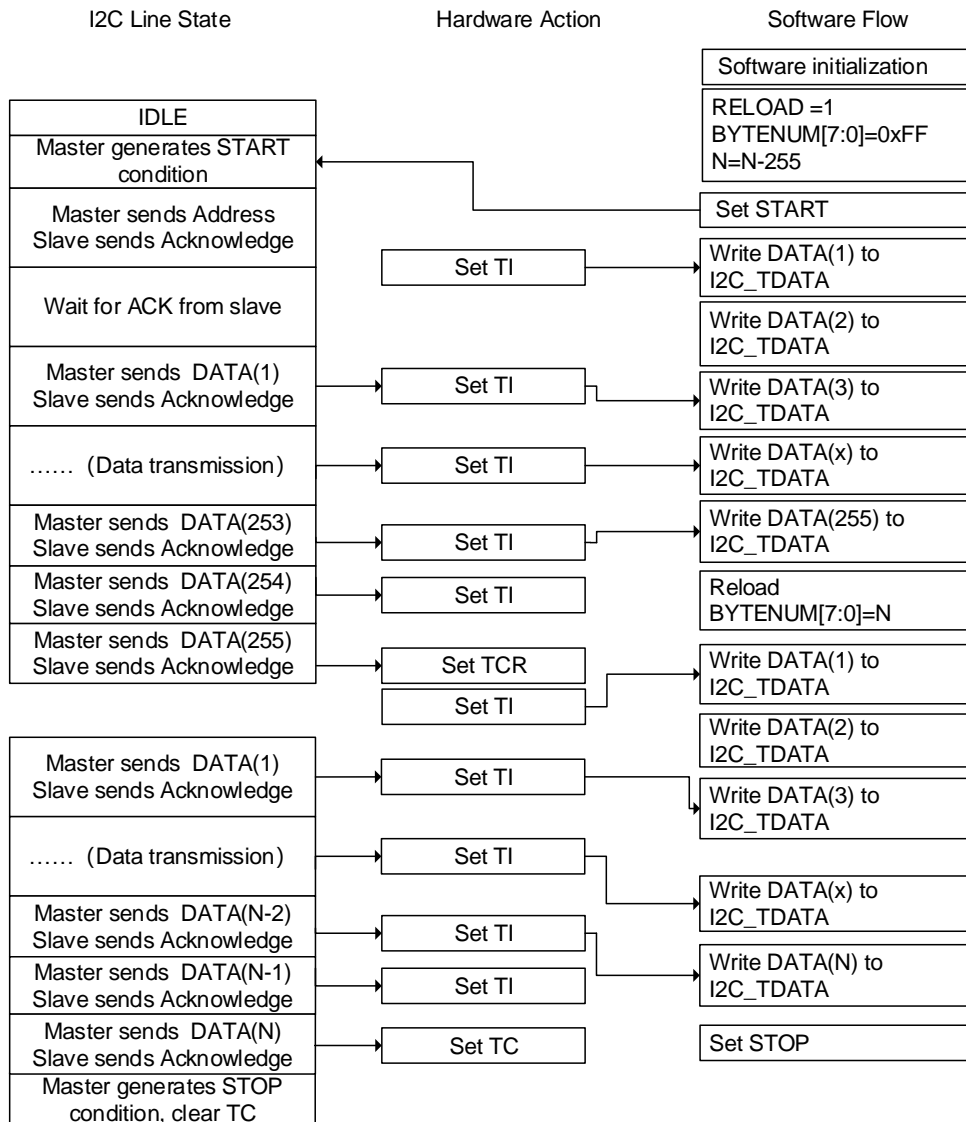 I2C Line State
Hardware Action
Software Flow
Software initialization
RELOAD =1
BYTENUM[7:0]=0xFF
N=N-255
IDLE
Master generates START
condition
Set START
Master sends Address
Slave sends Acknowledge
Set TI
Write DATA(1) to
I2C_TDATA
Wait for ACK from slave
Write DATA(2) to
I2C_TDATA
Master sends DATA(1)
Slave sends Acknowledge
Set TI
Write DATA(3) to
I2C_TDATA
…… (Data transmission)
Set TI
Write DATA(x) to
I2C_TDATA
Master sends DATA(253)
Slave sends Acknowledge
Set TI
Write DATA(255) to
I2C_TDATA
Master sends DATA(254)
Slave sends Acknowledge
Set TI
Reload
BYTENUM[7:0]=N
Master sends DATA(255)
Slave sends Acknowledge
Set TCR
Set TI
Write DATA(1) to
I2C_TDATA
Write DATA(2) to
I2C_TDATA
Master sends DATA(1)
Slave sends Acknowledge
Set TI
Write DATA(3) to
I2C_TDATA
…… (Data transmission)
Set TI
Write DATA(x) to
I2C_TDATA
Master sends DATA(N-2)
Slave sends Acknowledge
Set TI
Write DATA(N) to
I2C_TDATA
Master sends DATA(N-1)
Slave sends Acknowledge
Set TI
Master sends DATA(N)
Slave sends Acknowledge
Set TC
Set STOP
Master generates STOP
condition, clear TC